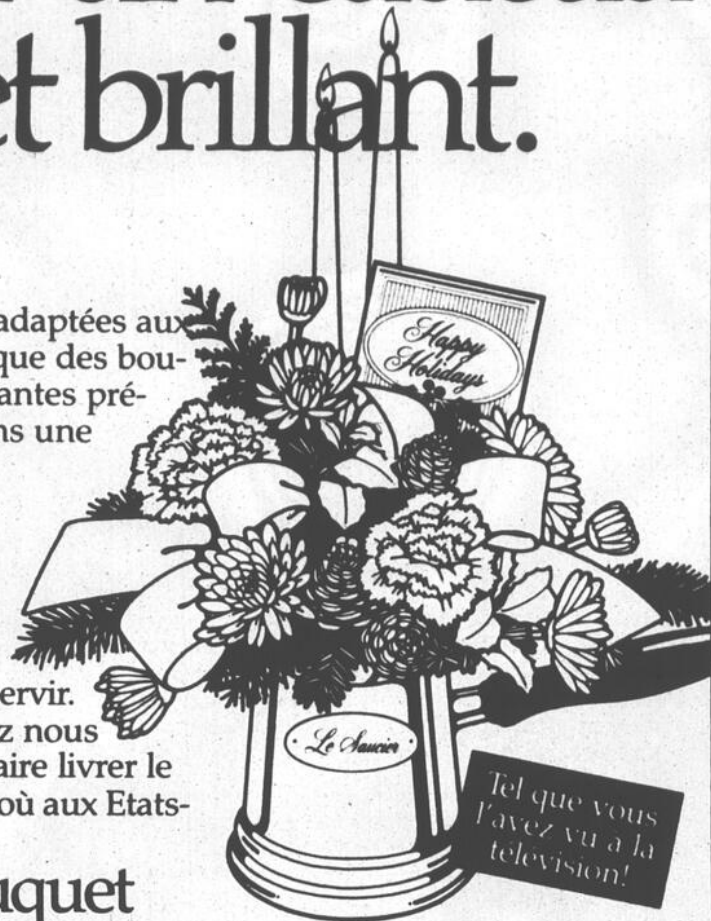 et brillant.
adaptées aux
que des bou-
antes pré-
ns une
Happy
Holidays
ervir.
z nous
aire livrer le
où aux Etats-
Le Saucier
Tel que vous
l'avez vu à la
télévision!
uquet